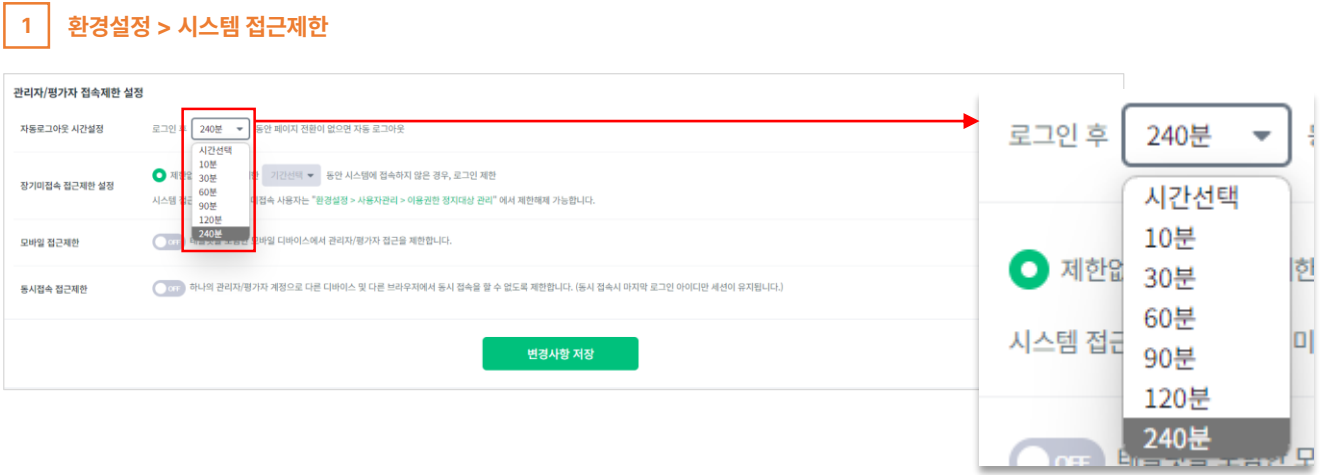 1 환경설정 > 시스템 접근제한
관리자/평가자 접속제한 설정
자동로그아웃 시간설정 로그인 후 240분 동안 페이지 전환이 없으면 자동 로그아웃
시간선택
10분
30분
60분
90분
120분
240분
장기미접속 접근제한 설정 제한 기간선택 동안 시스템에 접속하지 않은 경우, 로그인 제한
시스템 접속 사용자는 "환경설정 > 사용자관리 > 이용권한 정지대상 관리" 에서 제한해제 가능합니다.
모바일 접근제한 OFF 모바일 디바이스에서 관리자/평가자 접근을 제한합니다.
동시접속 접근제한 OFF 하나의 관리자/평가자 계정으로 다른 디바이스 및 다른 브라우저에서 동시 접속을 할 수 없도록 제한합니다. (동시 접속시 마지막 로그인 아이디만 세션이 유지됩니다.)
변경사항 저장
로그인 후 240분
시간선택
10분
제한없 30분 한
60분
시스템 접근 90분 미
120분
240분
OFF